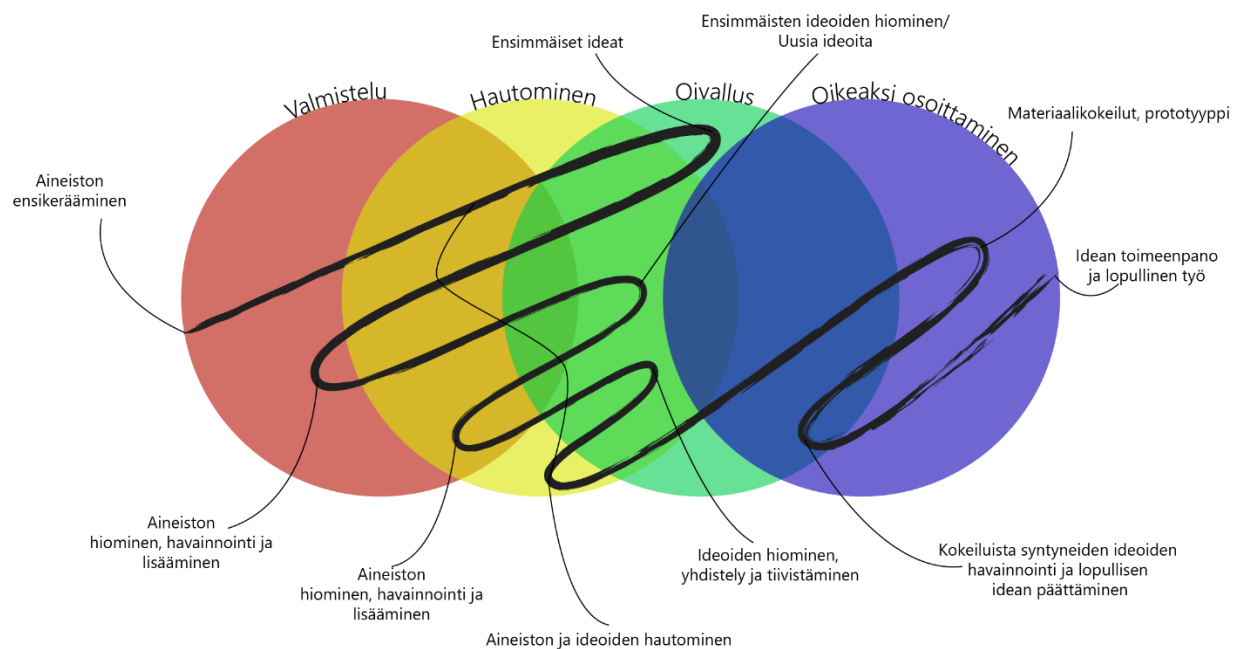 Ensimmäisten ideoiden hiominen/
Uusia ideoita
Ensimmäiset ideat
Valmistelu
Hautominen
Oivallus
Oikeaksi osoittaminen
Materiaalikokeilut, prototyyppi
Aineiston
ensikerääminen
Idean toimeenpano
ja lopullinen työ
Aineiston
hiominen, havainnointi ja
lisääminen
Aineiston
hiominen, havainnointi ja
lisääminen
Ideoiden hiominen,
yhdistely ja tiivistäminen
Kokeiluista syntyneiden ideoiden
havainnointi ja lopullisen
idean päättäminen
Aineiston ja ideoiden hautominen